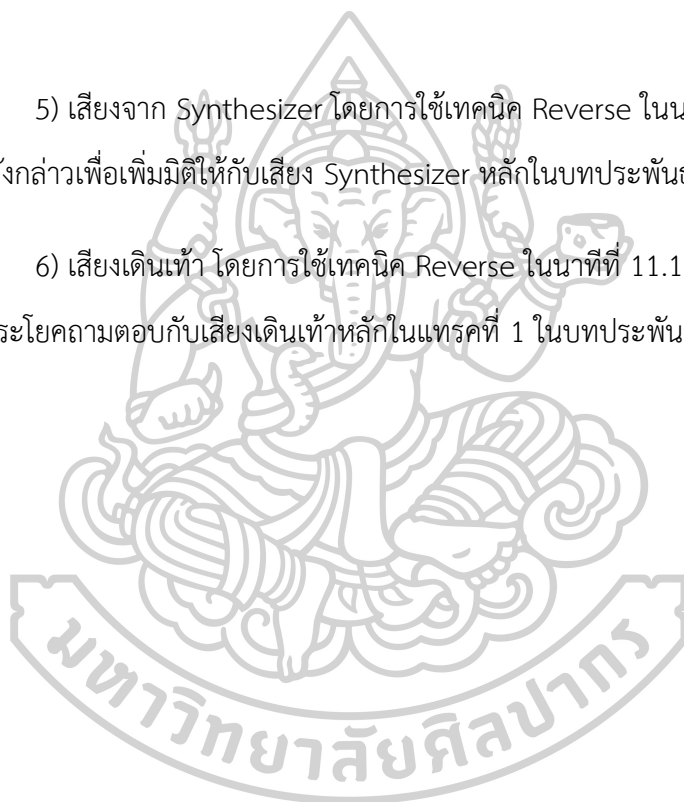 5) เสียงจาก Synthesizer โดยการใช้เทคนิค Reverse ในน
ังกล่าวเพื่อเพิ่มมิติให้กับเสียง Synthesizer หลักในบทประพันธ
6) เสียงเดินเท้า โดยการใช้เทคนิค Reverse ในนาทีที่ 11.1
ระโยคถามตอบกับเสียงเดินเท้าหลักในแทรคที่ 1 ในบทประพัน
มหาวิทยาลัยศิลปากร